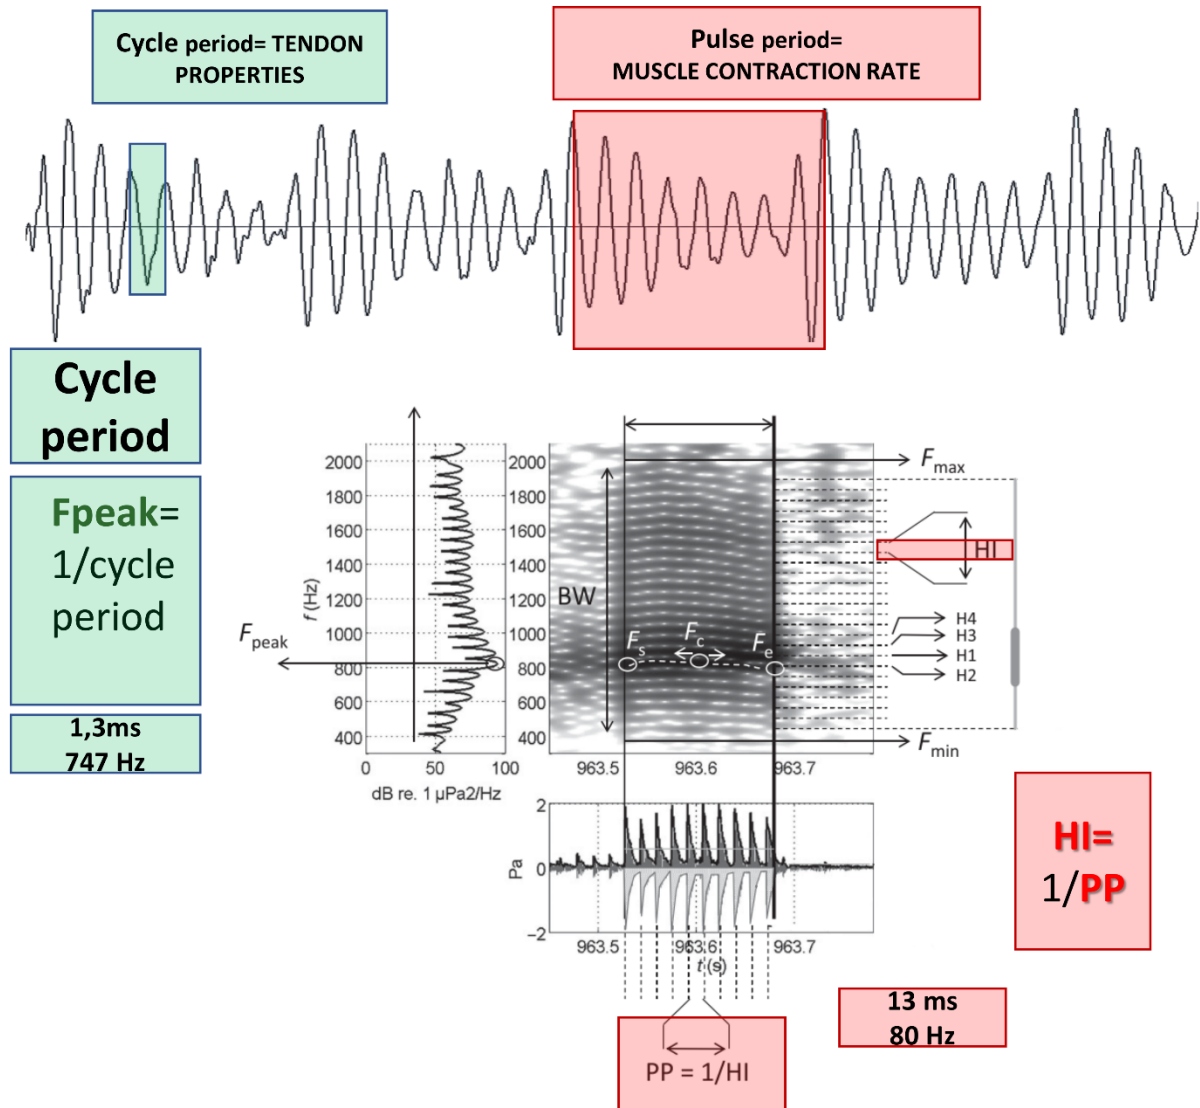 Cycle period= TENDON
PROPERTIES
Pulse period=
MUSCLE CONTRACTION RATE
Cycle
period
Fpeak=
1/cycle
period
1,3ms
747 Hz
Fpeak
f (Hz)
2000
1800
1600
1400
1200
1000
800
600
400
0
50
100
dB re. 1 µPa2/Hz
2000
1800
1600
1400
1200
1000
800
600
400
BW
Fs
Fc
Fe
Fmax
Fmin
HI
H4
H3
H1
H2
963.5
963.6
963.7
2
0
−2
Pa
963.5
963.6
963.7
t (s)
PP = 1/HI
HI=
1/PP
13 ms
80 Hz